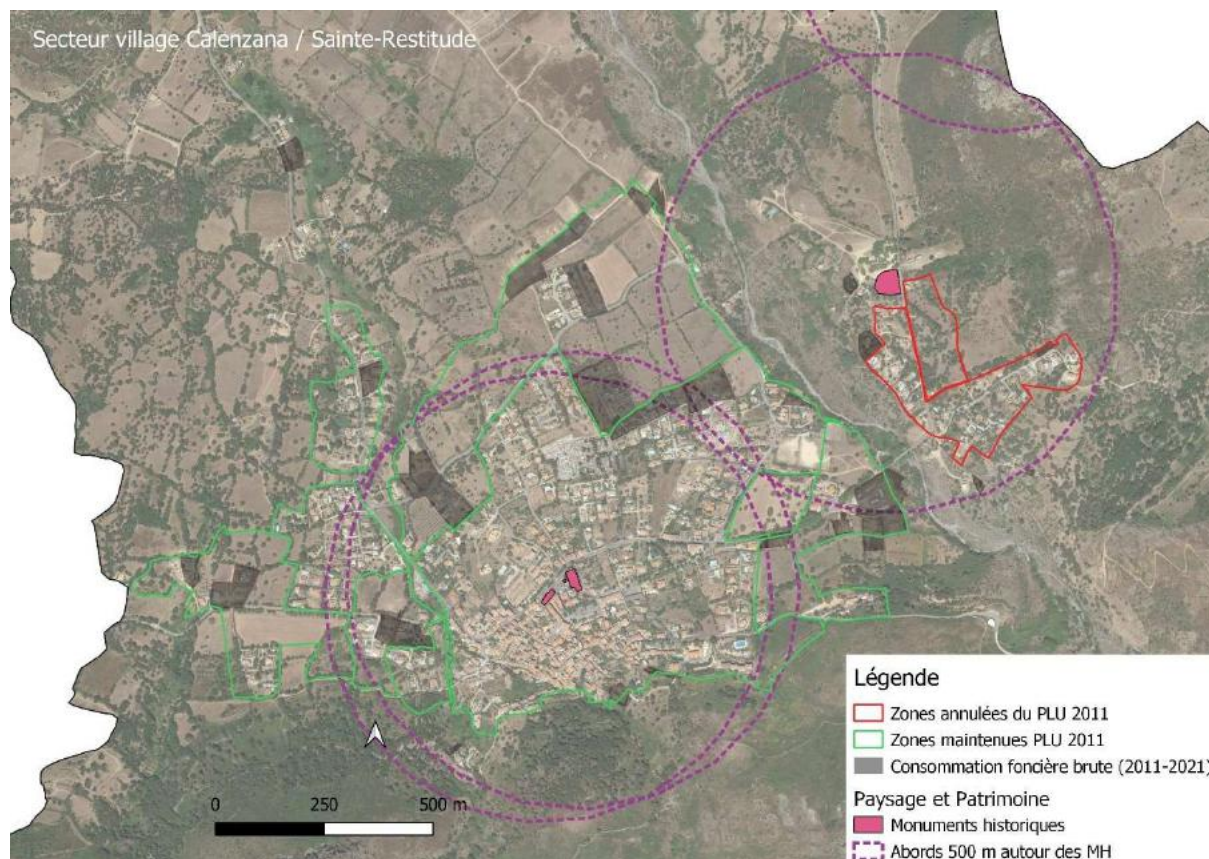 Secteur village Calenzana / Sainte-Restitude
0 250 500 m
Légende
Zones annulées du PLU 2011
Zones maintenues PLU 2011
Consommation foncière brute (2011-2021)
Paysage et Patrimoine
Monuments historiques
Abords 500 m autour des MH